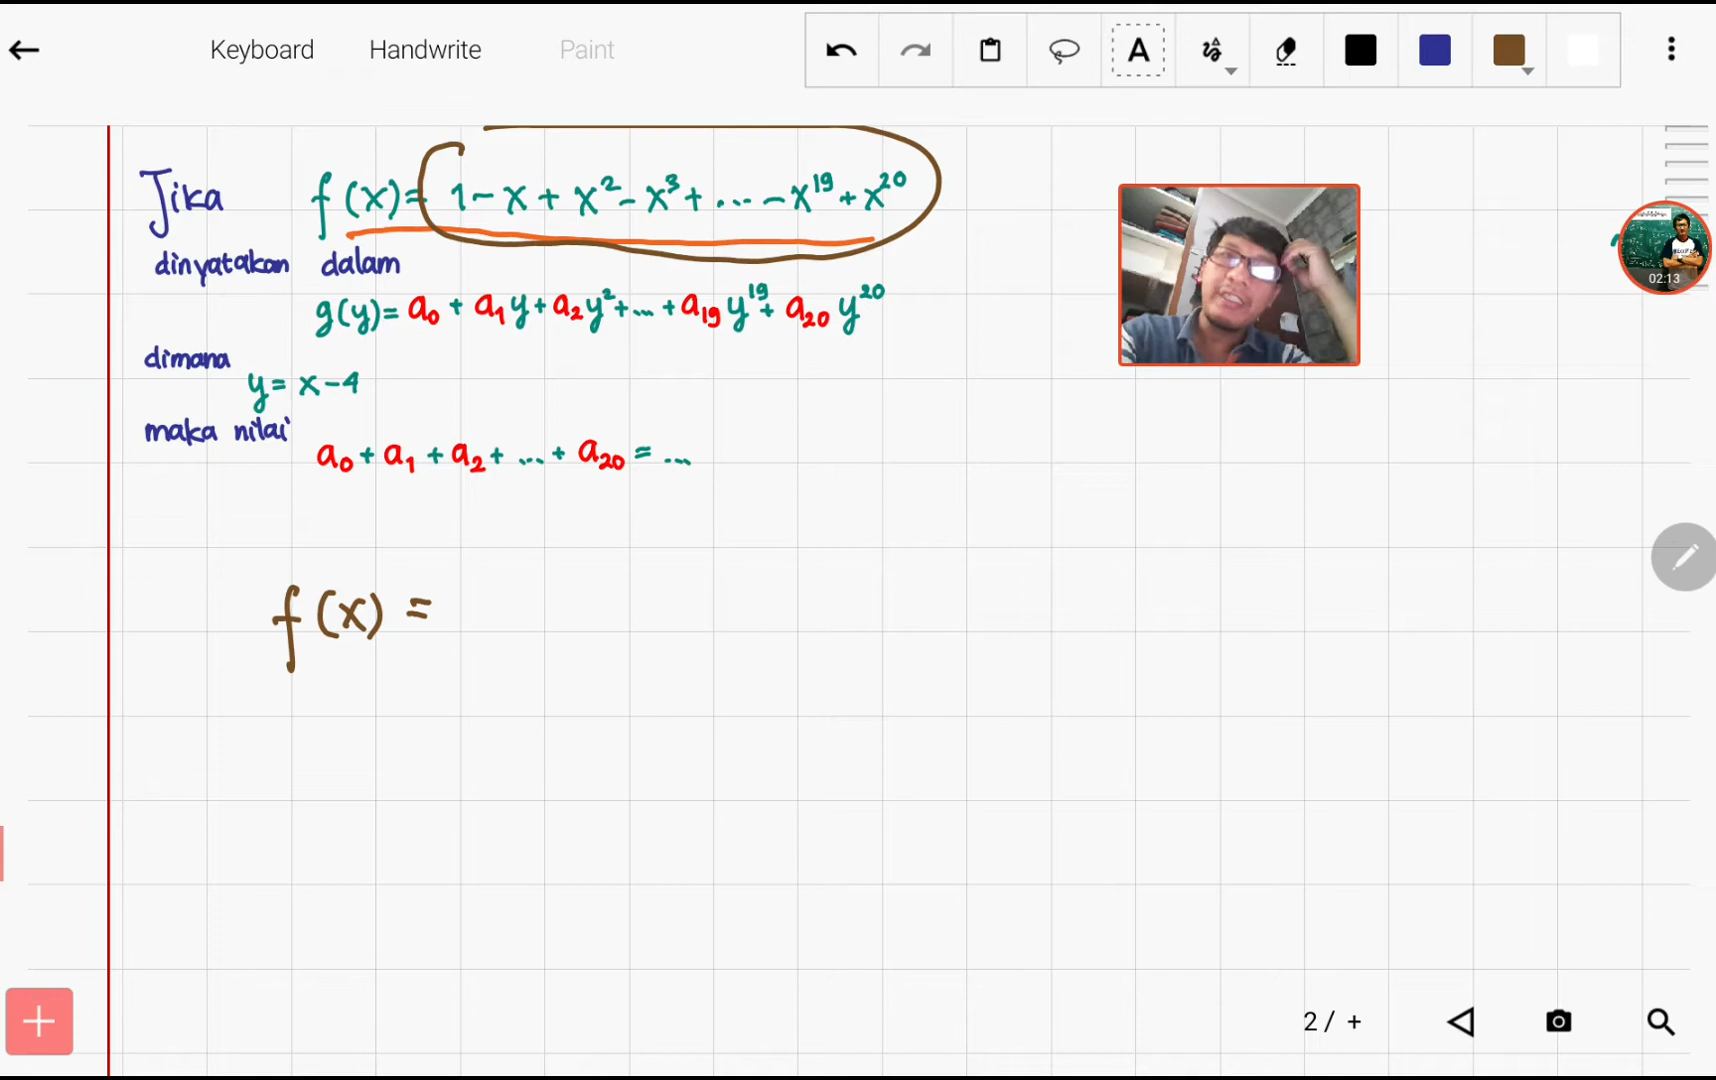 Keyboard Handwrite Paint A
Jika f(x)= 1 - x + x² - x³ + .... - x¹⁹ + x²⁰
02:13
dinyatakan dalam
g(y)= a₀ + a₁y + a₂y² + ... + a₁₉y¹⁹ + a₂₀y²⁰
dimana
y = x - 4
maka nilai
a₀ + a₁ + a₂ + ... + a₂₀ = ...
f(x) =
2 / +